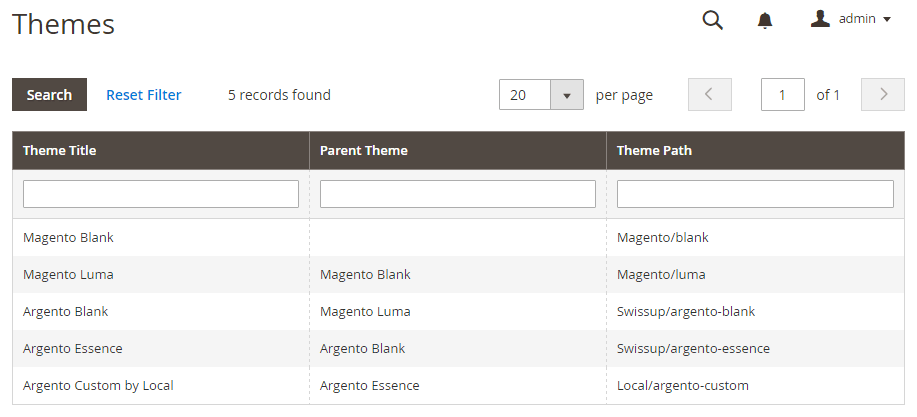 Themes
admin
Search Reset Filter 5 records found 20 per page 1 of 1
Theme Title Parent Theme Theme Path
Magento Blank Magento/blank
Magento Luma Magento Blank Magento/luma
Argento Blank Magento Luma Swissup/argento-blank
Argento Essence Argento Blank Swissup/argento-essence
Argento Custom by Local Argento Essence Local/argento-custom